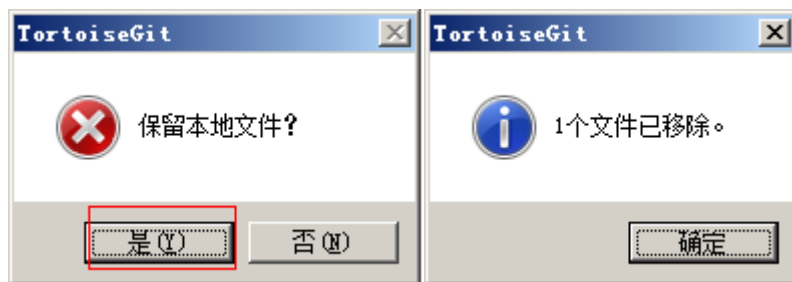 TortoiseGit
保留本地文件?
是(Y)
否(N)
TortoiseGit
1个文件已移除。
确定